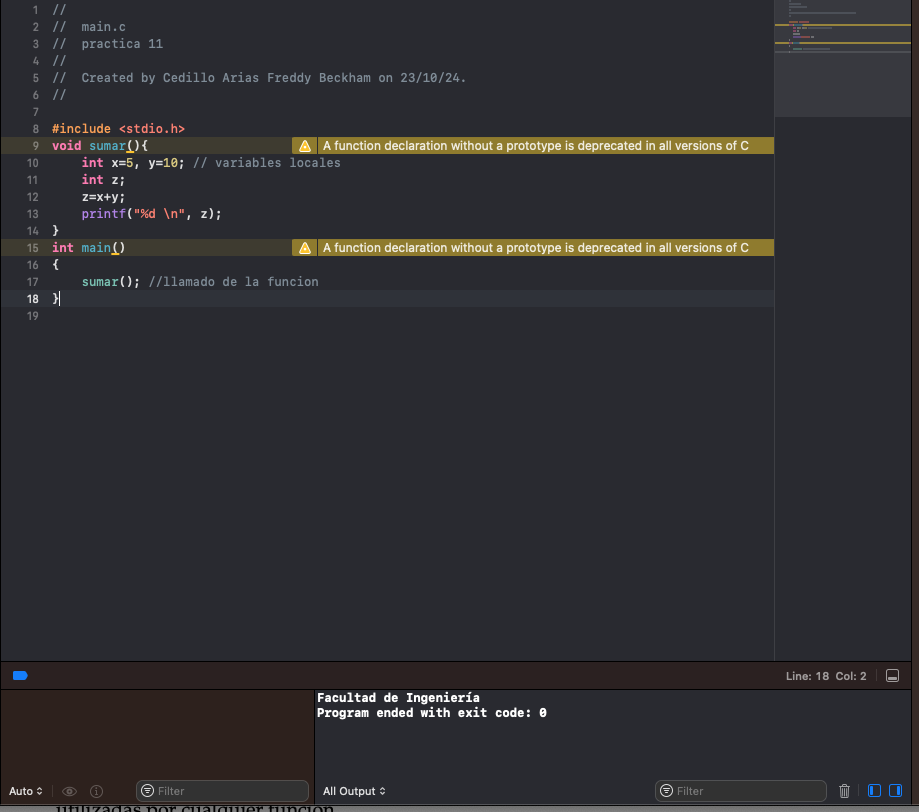 1 //
2 //  main.c
3 //  practica 11
4 //
5 //  Created by Cedillo Arias Freddy Beckham on 23/10/24.
6 //
7
8 #include <stdio.h>
9 void sumar(){ A function declaration without a prototype is deprecated in all versions of C
10     int x=5, y=10; // variables locales
11     int z;
12     z=x+y;
13     printf("%d \n", z);
14 }
15 int main() A function declaration without a prototype is deprecated in all versions of C
16 {
17     sumar(); //llamado de la funcion
18 }
19
Line: 18 Col: 2
Facultad de Ingeniería
Program ended with exit code: 0
Auto Filter All Output Filter
utilizadas por cualquier función